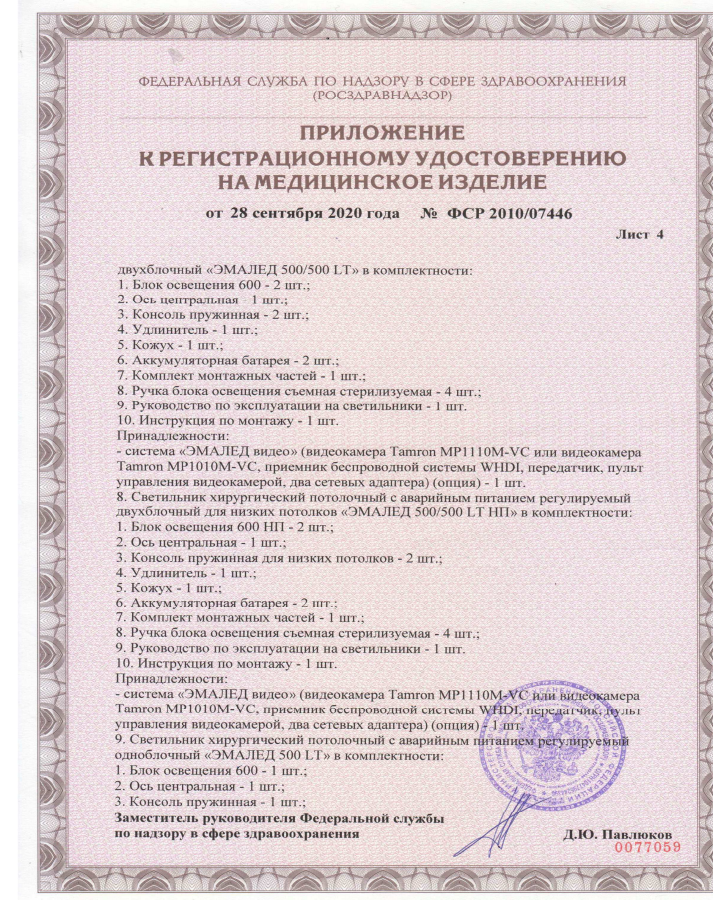 ФЕДЕРАЛЬНАЯ СЛУЖБА ПО НАДЗОРУ В СФЕРЕ ЗДРАВООХРАНЕНИЯ
(РОСЗДРАВНАДЗОР)
ПРИЛОЖЕНИЕ
К РЕГИСТРАЦИОННОМУ УДОСТОВЕРЕНИЮ
НА МЕДИЦИНСКОЕ ИЗДЕЛИЕ
от 28 сентября 2020 года № ФСР 2010/07446
Лист 4
двухблочный «ЭМАЛЕД 500/500 LT» в комплектности:
1. Блок освещения 600 - 2 шт.;
2. Ось центральная - 1 шт.;
3. Консоль пружинная - 2 шт.;
4. Удлинитель - 1 шт.;
5. Кожух - 1 шт.;
6. Аккумуляторная батарея - 2 шт.;
7. Комплект монтажных частей - 1 шт.;
8. Ручка блока освещения съемная стерилизуемая - 4 шт.;
9. Руководство по эксплуатации на светильники - 1 шт.
10. Инструкция по монтажу - 1 шт.
Принадлежности:
- система «ЭМАЛЕД видео» (видеокамера Tamron MP1110M-VC или видеокамера
Tamron MP1010M-VC, приемник беспроводной системы WHDI, передатчик, пульт
управления видеокамерой, два сетевых адаптера) (опция) - 1 шт.
8. Светильник хирургический потолочный с аварийным питанием регулируемый
двухблочный для низких потолков «ЭМАЛЕД 500/500 LT НП» в комплектности:
1. Блок освещения 600 НП - 2 шт.;
2. Ось центральная - 1 шт.;
3. Консоль пружинная для низких потолков - 2 шт.;
4. Удлинитель - 1 шт.;
5. Кожух - 1 шт.;
6. Аккумуляторная батарея - 2 шт.;
7. Комплект монтажных частей - 1 шт.;
8. Ручка блока освещения съемная стерилизуемая - 4 шт.;
9. Руководство по эксплуатации на светильники - 1 шт.
10. Инструкция по монтажу - 1 шт.
Принадлежности:
- система «ЭМАЛЕД видео» (видеокамера Tamron MP1110M-VC или видеокамера
Tamron MP1010M-VC, приемник беспроводной системы WHDI, передатчик, пульт
управления видеокамерой, два сетевых адаптера) (опция) - 1 шт.
9. Светильник хирургический потолочный с аварийным питанием регулируемый
одноблочный «ЭМАЛЕД 500 LT» в комплектности:
1. Блок освещения 600 - 1 шт.;
2. Ось центральная - 1 шт.;
3. Консоль пружинная - 1 шт.;
Заместитель руководителя Федеральной службы
по надзору в сфере здравоохранения
Д.Ю. Павлюков
0077059